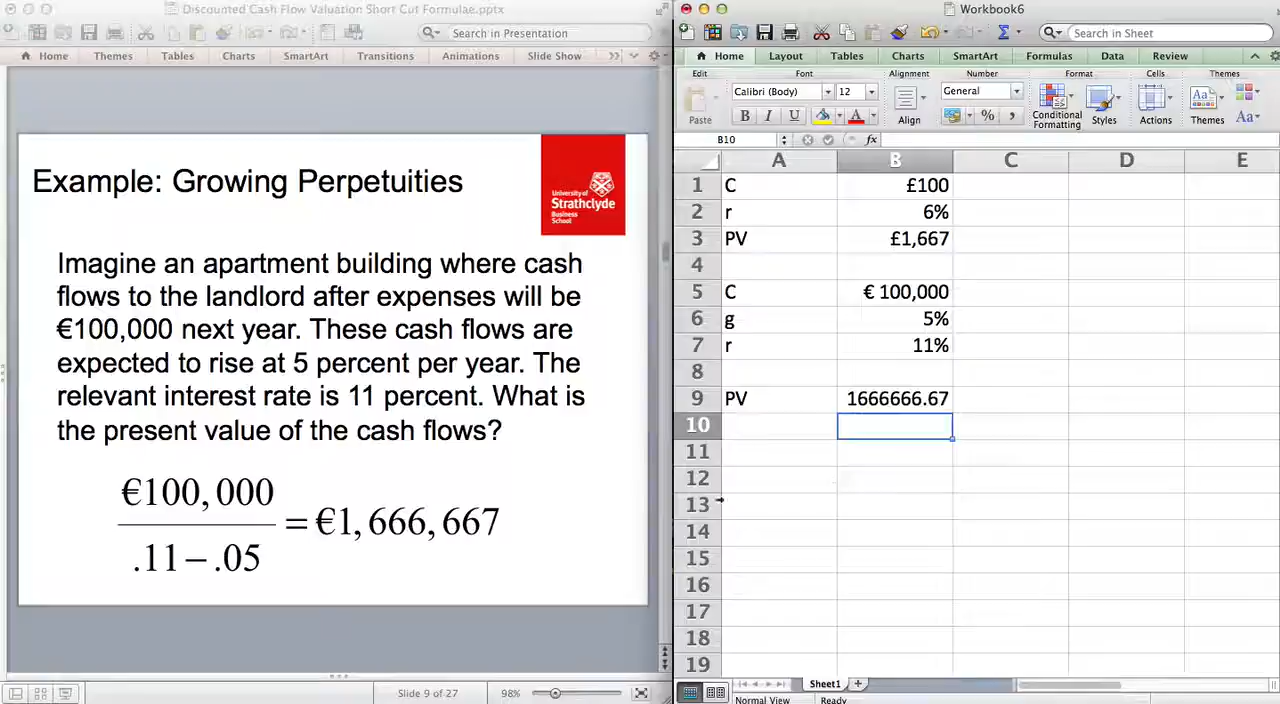 Discounted Cash Flow Valuation Short Cut Formulae.pptx
Search in Presentation
Home Themes Tables Charts SmartArt Transitions Animations Slide Show
Example: Growing Perpetuities
University of
Strathclyde
Business
School
Imagine an apartment building where cash
flows to the landlord after expenses will be
€100,000 next year. These cash flows are
expected to rise at 5 percent per year. The
relevant interest rate is 11 percent. What is
the present value of the cash flows?
€100,000
.11 – .05
= €1,666,667
Slide 9 of 27 98%
Workbook6
Search in Sheet
Home Layout Tables Charts SmartArt Formulas Data Review
Edit Font Alignment Number Format Cells Themes
Calibri (Body) 12 General
B I U A % Aa
Paste Align Conditional
Formatting Styles Actions Themes Aa
B10 fx
A B C D E
1 C £100
2 r 6%
3 PV £1,667
4
5 C € 100,000
6 g 5%
7 r 11%
8
9 PV 1666666.67
10
11
12
13
14
15
16
17
18
19
Sheet1
Normal View Ready